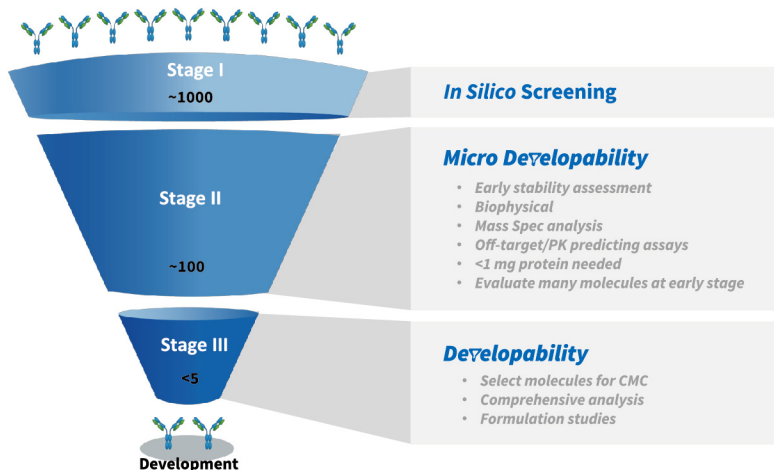 Stage I
~1000
In Silico Screening
Stage II
~100
Micro Developability
• Early stability assessment
• Biophysical
• Mass Spec analysis
• Off-target/PK predicting assays
• <1 mg protein needed
• Evaluate many molecules at early stage
Stage III
<5
Developability
• Select molecules for CMC
• Comprehensive analysis
• Formulation studies
Development